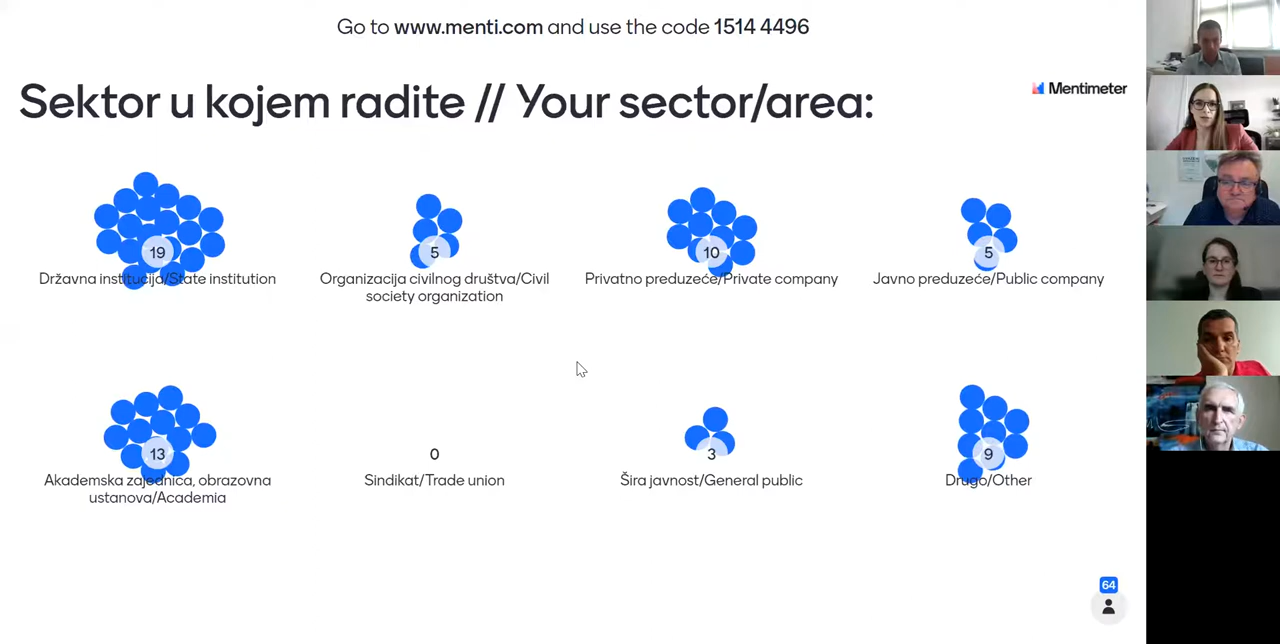 Go to www.menti.com and use the code 1514 4496
Sektor u kojem radite // Your sector/area:
Mentimeter
19
5
10
5
Državna institucija/State institution
Organizacija civilnog društva/Civil
society organization
Privatno preduzeće/Private company
Javno preduzeće/Public company
13
0
3
9
Akademska zajednica, obrazovna
ustanova/Academia
Sindikat/Trade union
Šira javnost/General public
Drugo/Other
64